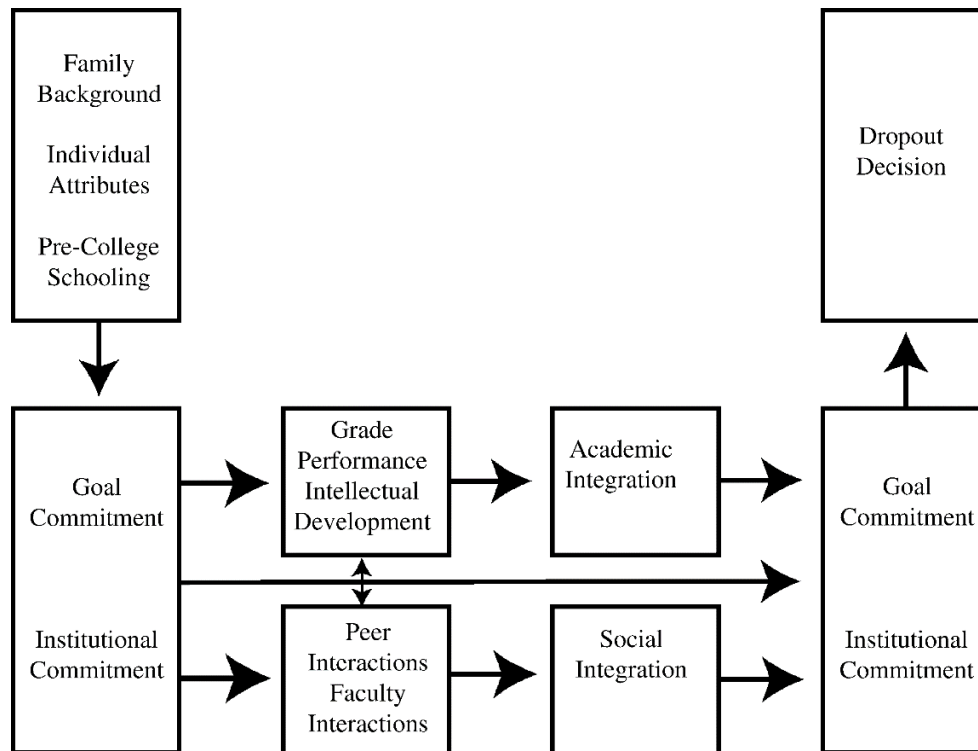 Family
Background
Individual
Attributes
Pre-College
Schooling
Dropout
Decision
Goal
Commitment
Institutional
Commitment
Grade
Performance
Intellectual
Development
Peer
Interactions
Faculty
Interactions
Academic
Integration
Social
Integration
Goal
Commitment
Institutional
Commitment